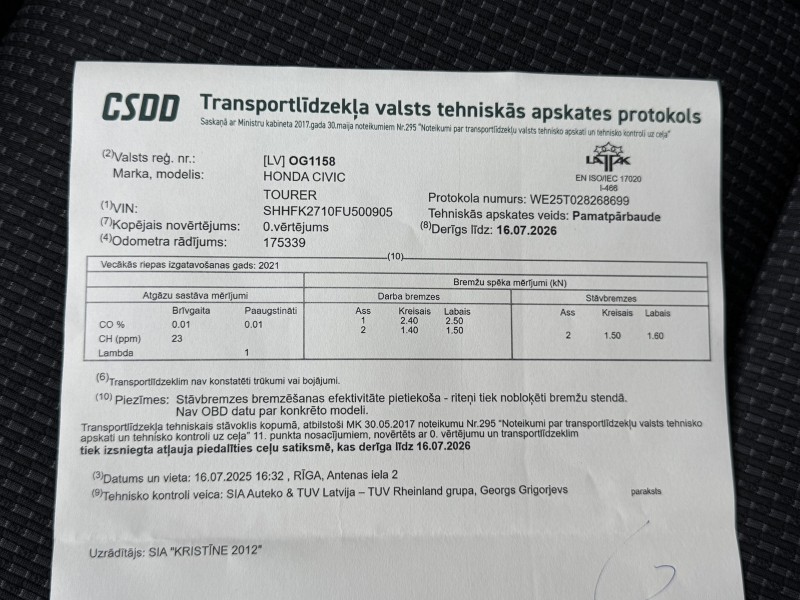 CSDD
Transportlīdzekļa valsts tehniskās apskates protokols
Saskaņā ar Ministru kabineta 2017.gada 30.maija noteikumiem Nr.295 "Noteikumi par transportlīdzekļu valsts tehnisko apskati un tehnisko kontroli uz ceļa"
(2)Valsts reģ. nr.: [LV] OG1158
Marka, modelis: HONDA CIVIC
TOURER
(1)VIN: SHHFK2710FU500905
(7)Kopējais novērtējums: 0.vērtējums
(4)Odometra rādījums: 175339
LATAK
EN ISO/IEC 17020
I-466
Protokola numurs: WE25T028268699
Tehniskās apskates veids: Pamatpārbaude
(8)Derīgs līdz: 16.07.2026
(10)
Vecākās riepas izgatavošanas gads: 2021
Bremžu spēka mērījumi (kN)
Atgāzu sastāva mērījumi Darba bremzes Stāvbremzes
Brīvgaita Paaugstināti Ass Kreisais Labais Ass Kreisais Labais
CO % 0.01 0.01 1 2.40 2.50
2 1.40 1.50 2 1.50 1.60
CH (ppm) 23
Lambda 1
(6)Transportlīdzeklim nav konstatēti trūkumi vai bojājumi.
(10) Piezīmes: Stāvbremzes bremzēšanas efektivitāte pietiekoša - riteņi tiek nobloķēti bremžu stendā.
Nav OBD datu par konkrēto modeli.
Transportlīdzekļa tehniskais stāvoklis kopumā, atbilstoši MK 30.05.2017 noteikumu Nr.295 "Noteikumi par transportlīdzekļu valsts tehnisko
apskati un tehnisko kontroli uz ceļa" 11. punkta nosacījumiem, novērtēts ar 0. vērtējumu un transportlīdzeklim
tiek izsniegta atļauja piedalīties ceļu satiksmē, kas derīga līdz 16.07.2026
(3)Datums un vieta: 16.07.2025 16:32 , RĪGA, Antenas iela 2
(9)Tehnisko kontroli veica: SIA Auteko & TUV Latvija – TUV Rheinland grupa, Georgs Grigorjevs paraksts
Uzrādītājs: SIA "KRISTĪNE 2012"